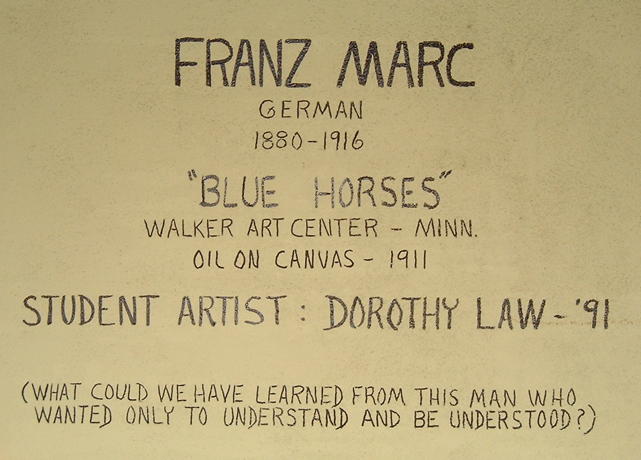 FRANZ MARC
GERMAN
1880-1916
"BLUE HORSES"
WALKER ART CENTER - MINN.
OIL ON CANVAS - 1911
STUDENT ARTIST : DOROTHY LAW - '91
(WHAT COULD WE HAVE LEARNED FROM THIS MAN WHO
WANTED ONLY TO UNDERSTAND AND BE UNDERSTOOD?)